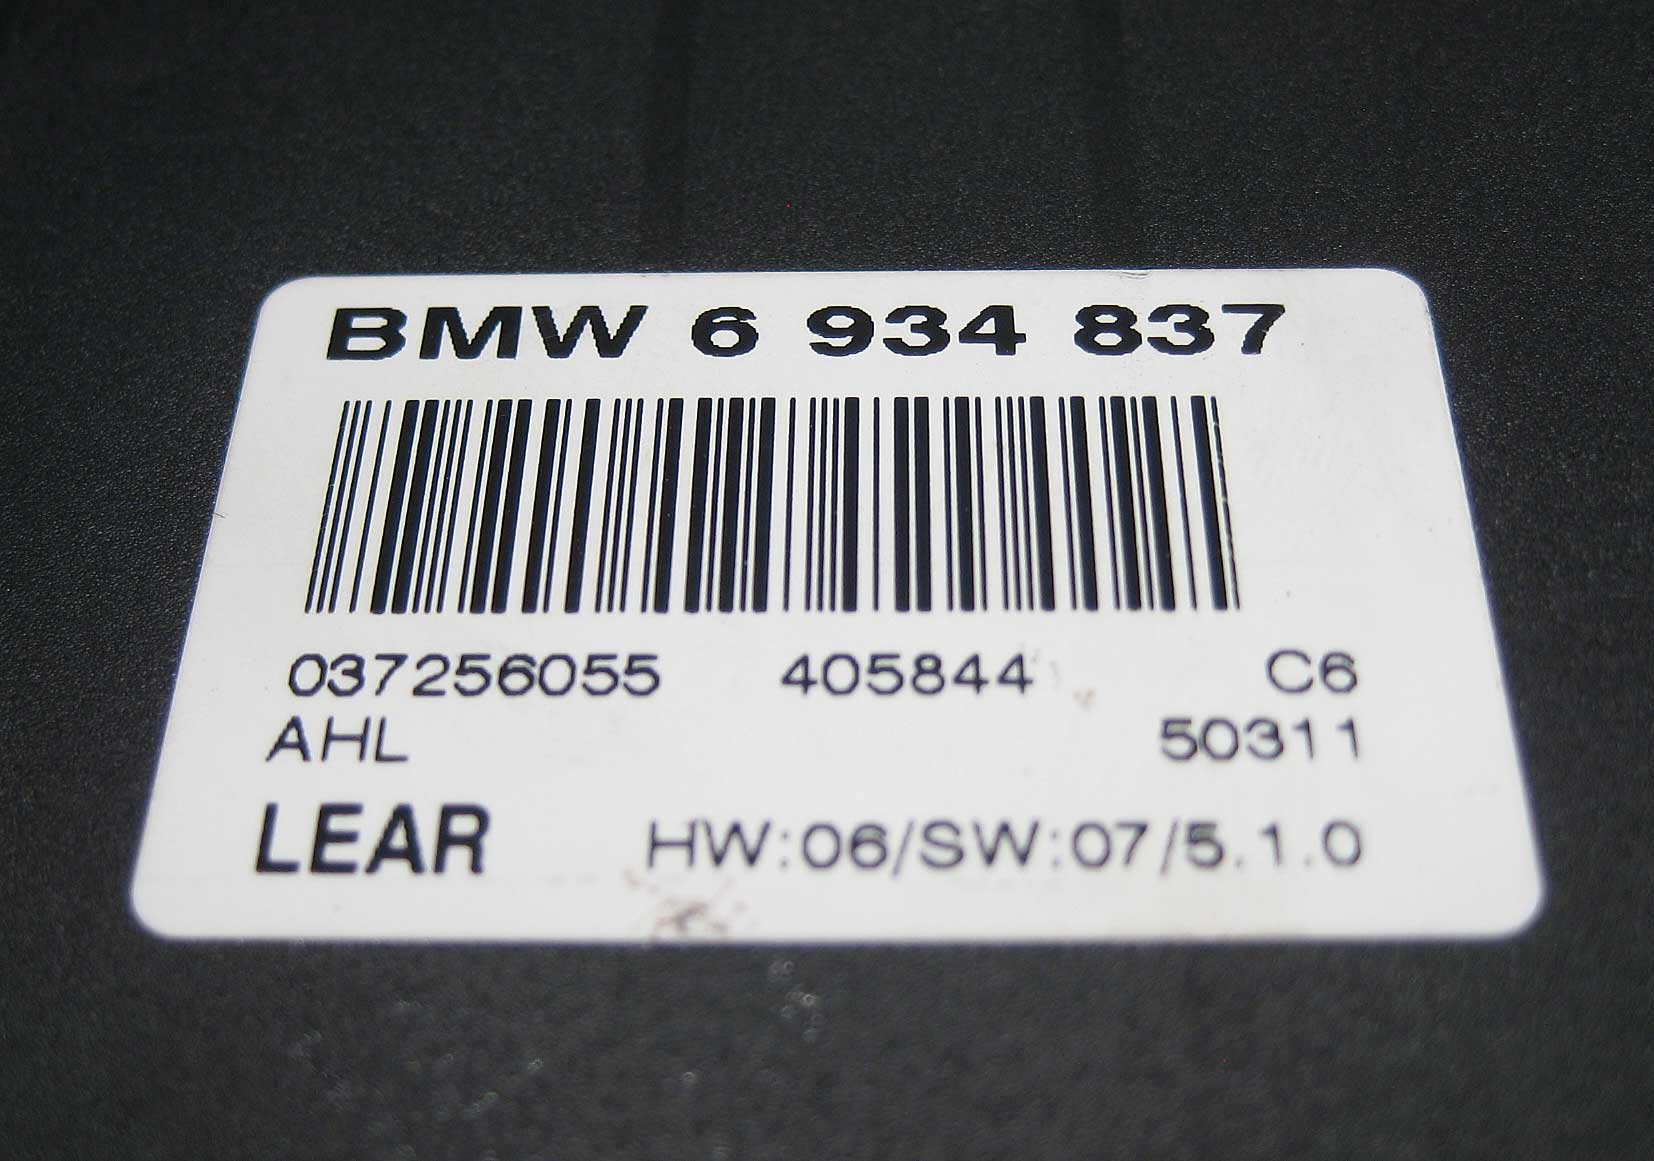 BMW 6 934 837
037256055 405844 C6
AHL 50311
LEAR HW:06/SW:07/5.1.0